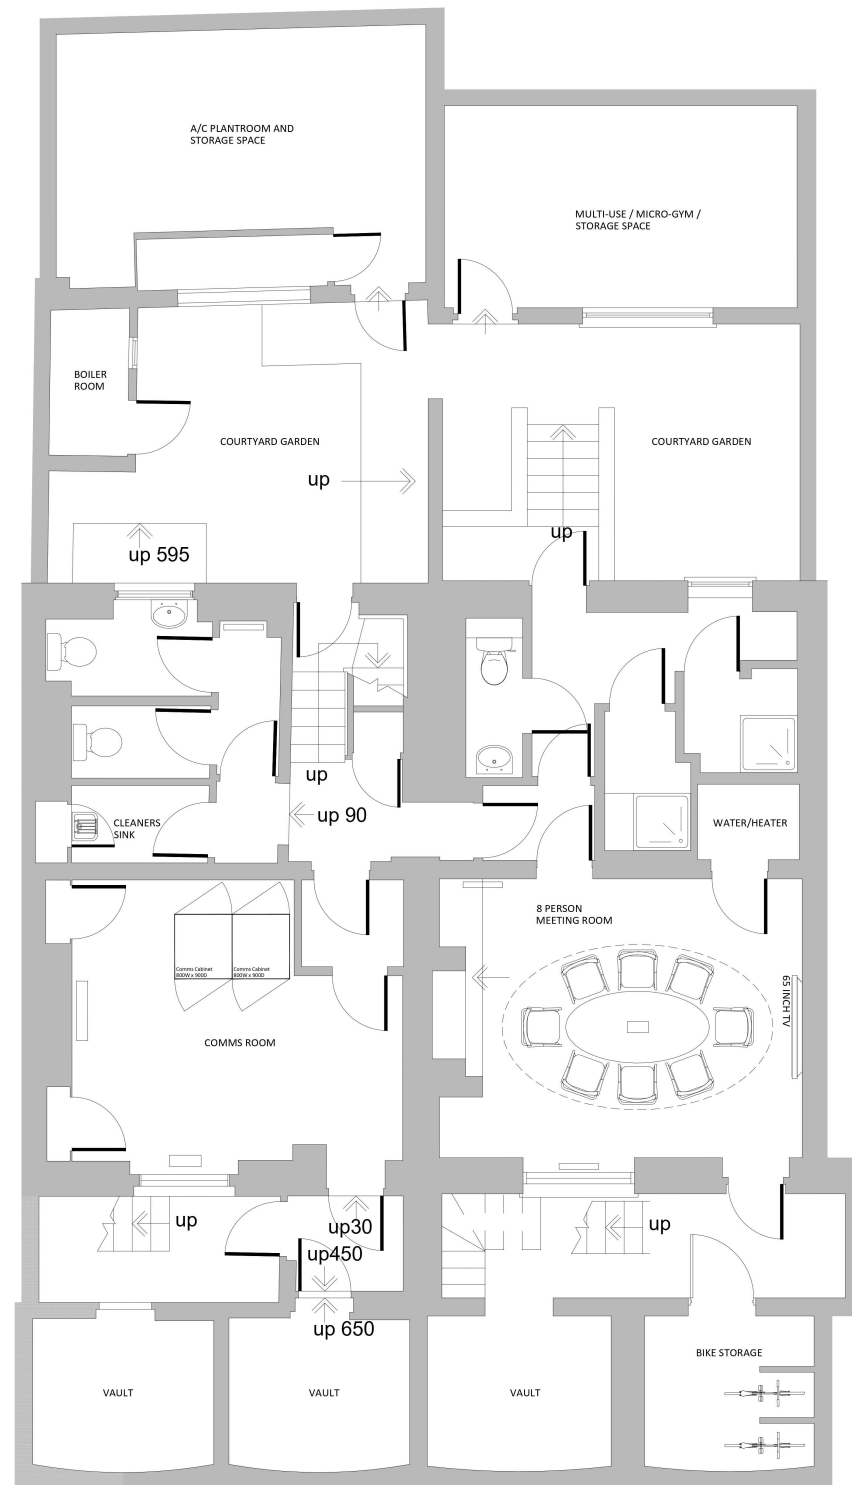 A/C PLANTROOM AND
STORAGE SPACE
MULTI-USE / MICRO-GYM /
STORAGE SPACE
BOILER
ROOM
COURTYARD GARDEN
COURTYARD GARDEN
up
up
up 595
up
up 90
CLEANERS
SINK
WATER/HEATER
8 PERSON
MEETING ROOM
Comms Cabinet
800W x 900D
Comms Cabinet
800W x 900D
65 INCH TV
COMMS ROOM
up
up30
up
up450
up 650
BIKE STORAGE
VAULT
VAULT
VAULT